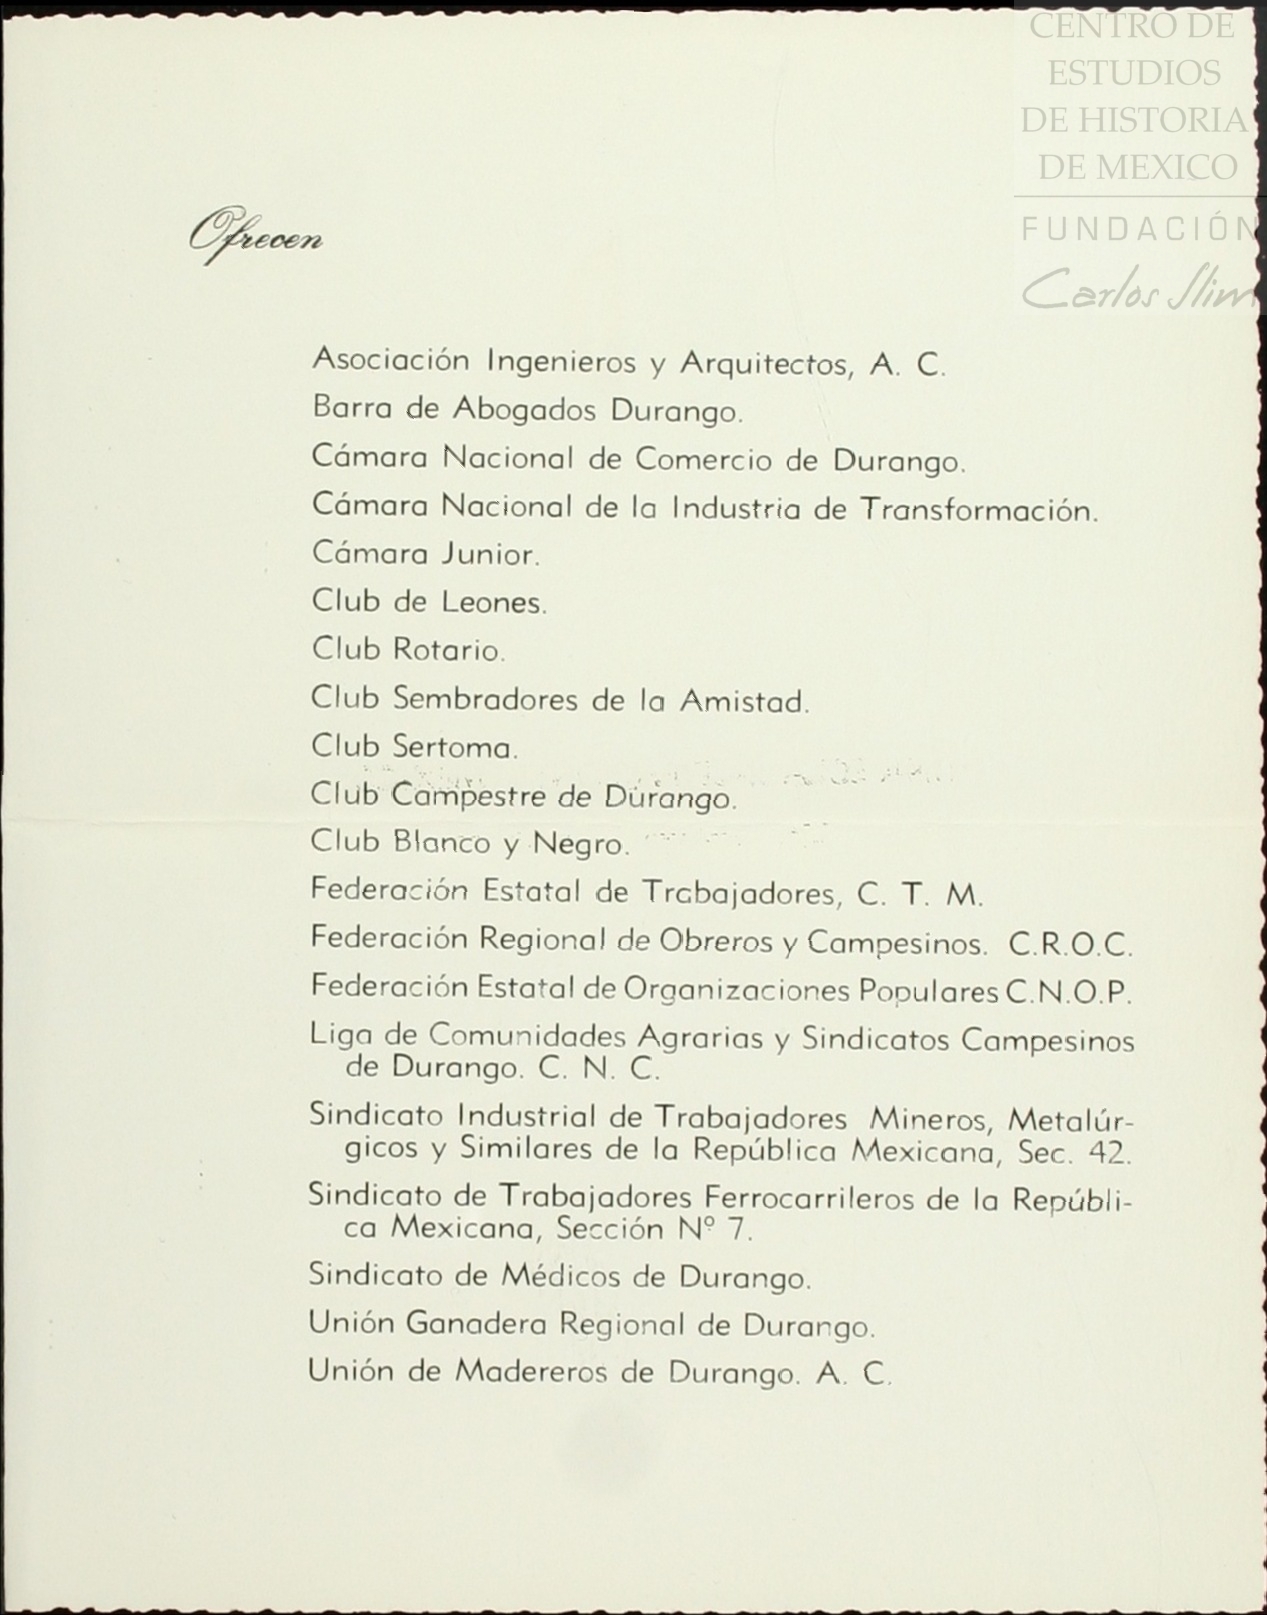 CENTRO DE
ESTUDIOS
DE HISTORIA
DE MEXICO
FUNDACIÓN
Carlos Slim
Ofrecen
Asociación Ingenieros y Arquitectos, A. C.
Barra de Abogados Durango.
Cámara Nacional de Comercio de Durango.
Cámara Nacional de la Industria de Transformación.
Cámara Junior.
Club de Leones.
Club Rotario.
Club Sembradores de la Amistad.
Club Sertoma.
Club Campestre de Durango.
Club Blanco y Negro.
Federación Estatal de Trabajadores, C. T. M.
Federación Regional de Obreros y Campesinos. C.R.O.C.
Federación Estatal de Organizaciones Populares C.N.O.P.
Liga de Comunidades Agrarias y Sindicatos Campesinos
de Durango. C. N. C.
Sindicato Industrial de Trabajadores Mineros, Metalúr-
gicos y Similares de la República Mexicana, Sec. 42.
Sindicato de Trabajadores Ferrocarrileros de la Repúbli-
ca Mexicana, Sección Nº 7.
Sindicato de Médicos de Durango.
Unión Ganadera Regional de Durango.
Unión de Madereros de Durango. A. C.